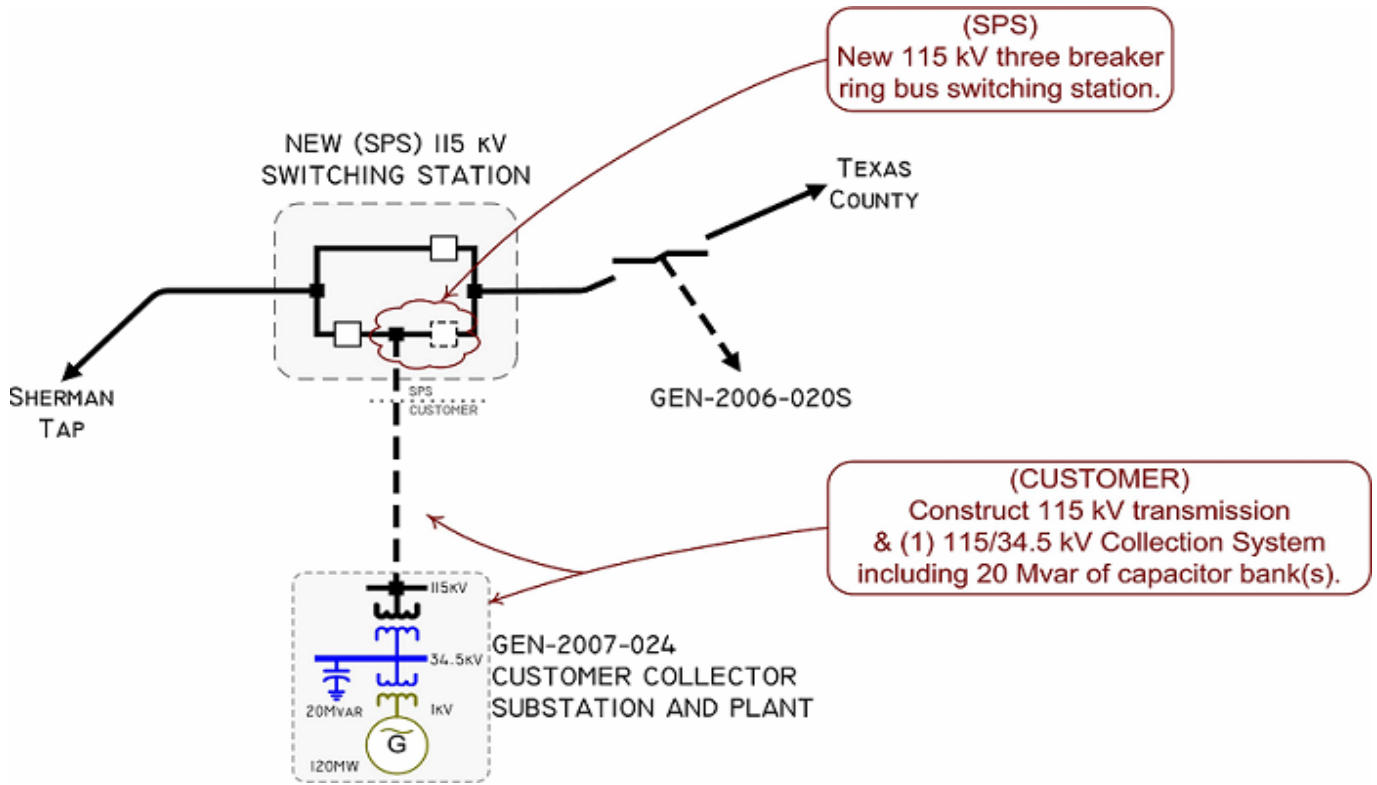 (SPS)
New 115 kV three breaker
ring bus switching station.
NEW (SPS) 115 KV
SWITCHING STATION
TEXAS
COUNTY
SHERMAN
TAP
SPS
CUSTOMER
GEN-2006-020S
(CUSTOMER)
Construct 115 kV transmission
& (1) 115/34.5 kV Collection System
including 20 Mvar of capacitor bank(s).
115KV
34.5KV
20MVAR
1KV
G
120MW
GEN-2007-024
CUSTOMER COLLECTOR
SUBSTATION AND PLANT